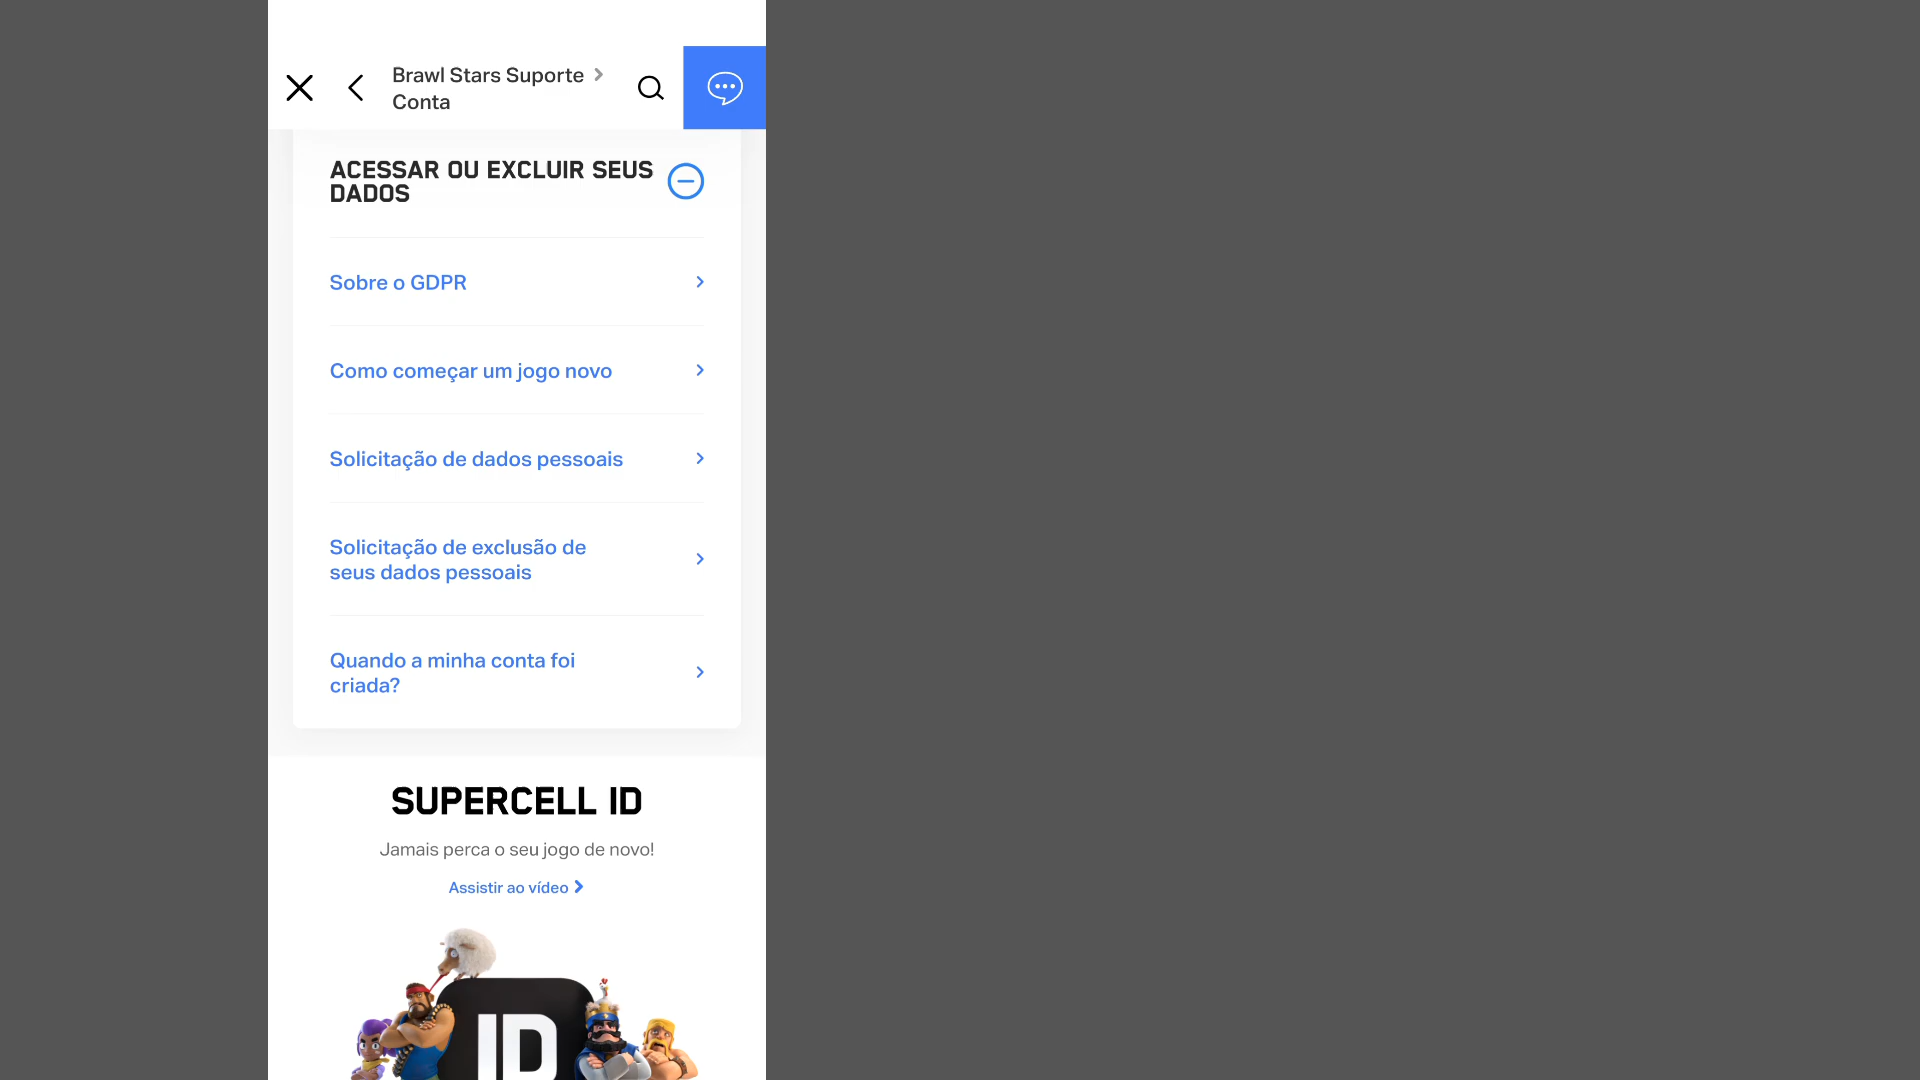 Brawl Stars Suporte
Conta
ACESSAR OU EXCLUIR SEUS
DADOS
Sobre o GDPR
Como começar um jogo novo
Solicitação de dados pessoais
Solicitação de exclusão de
seus dados pessoais
Quando a minha conta foi
criada?
SUPERCELL ID
Jamais perca o seu jogo de novo!
Assistir ao vídeo
ID